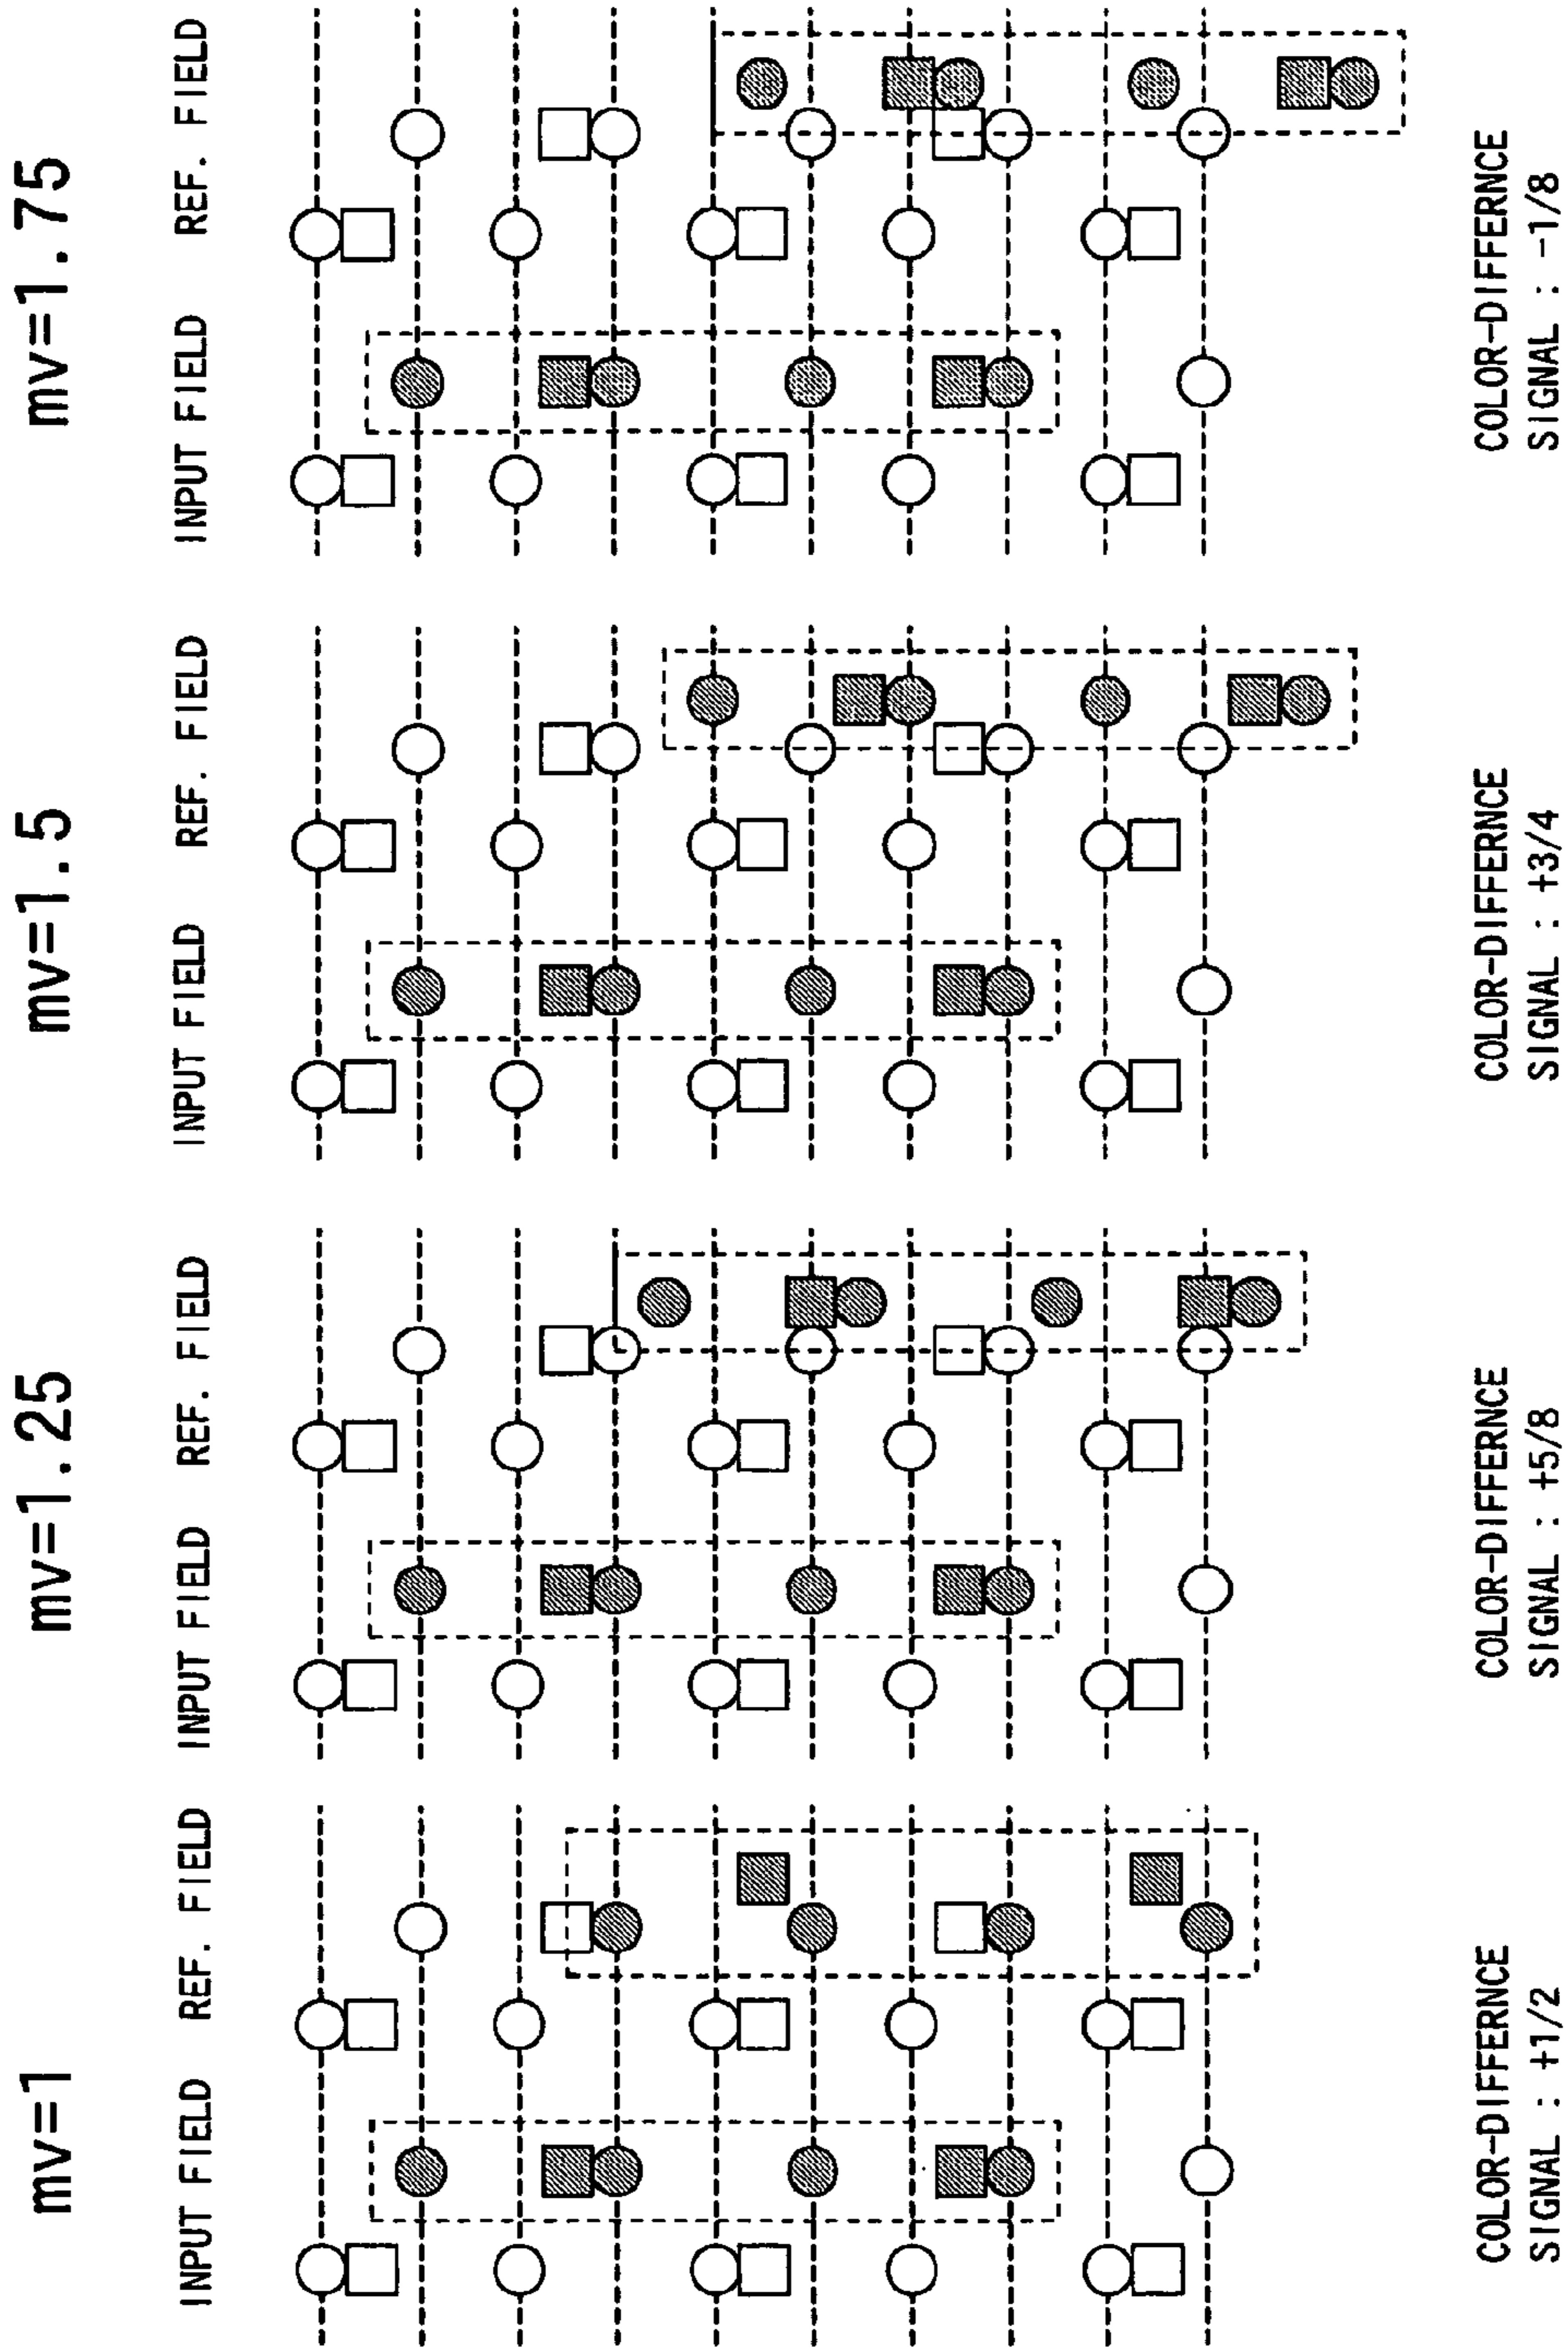 mv=1
INPUT FIELD REF. FIELD
COLOR-DIFFERNCE
SIGNAL : +1/2
mv=1.25
INPUT FIELD REF. FIELD
COLOR-DIFFERNCE
SIGNAL : +5/8
mv=1.5
INPUT FIELD REF. FIELD
COLOR-DIFFERNCE
SIGNAL : +3/4
mv=1.75
INPUT FIELD REF. FIELD
COLOR-DIFFERNCE
SIGNAL : -1/8